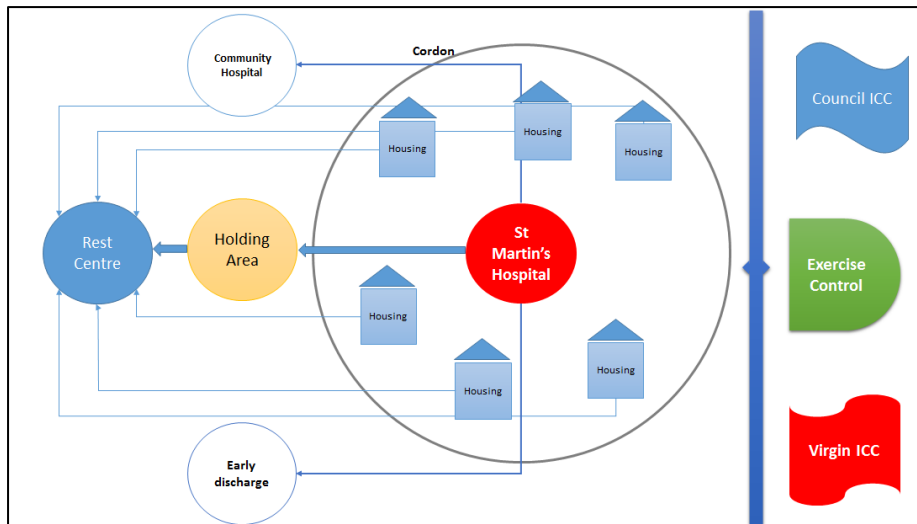 Cordon
Community
Hospital
Council ICC
Housing
Housing
Housing
Rest
Centre
Holding
Area
St
Martin's
Hospital
Exercise
Control
Housing
Housing
Housing
Virgin ICC
Early
discharge